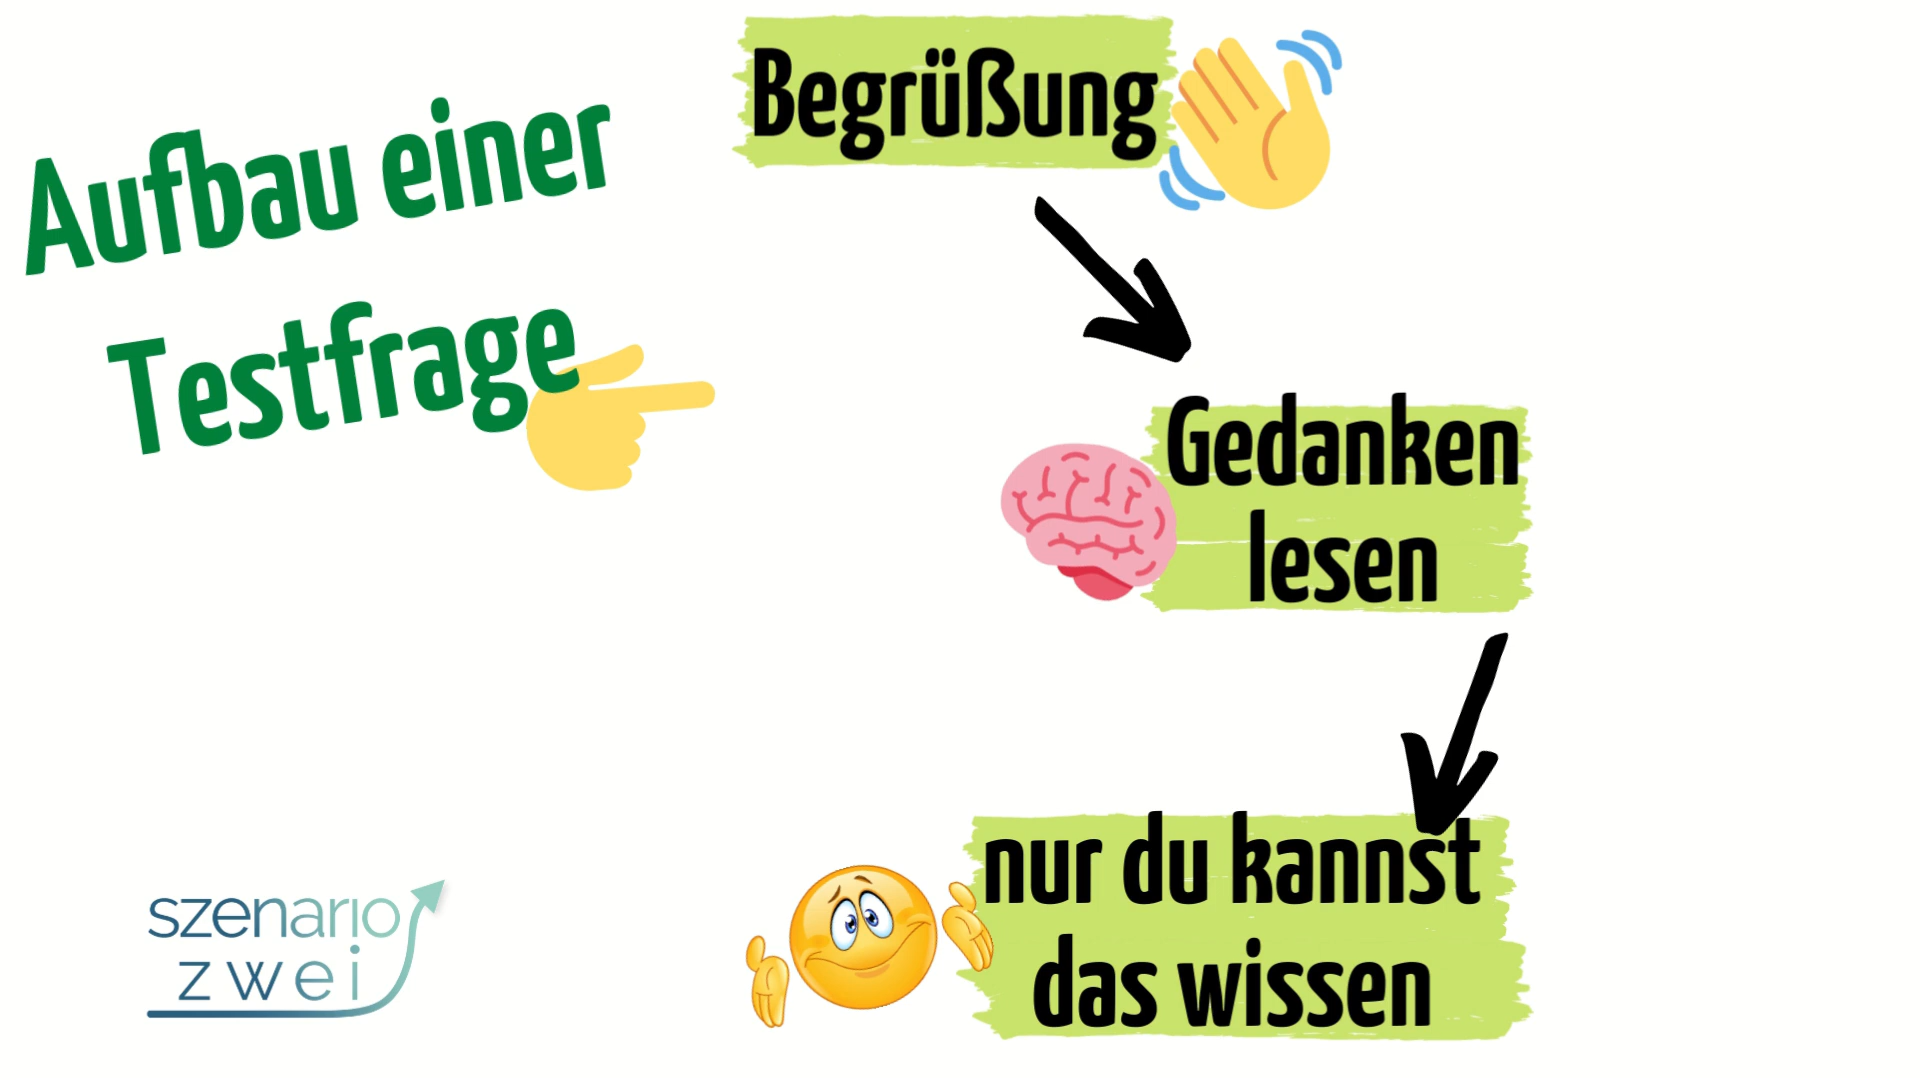 Aufbau einer
Testfrage
Begrüßung
Gedanken
lesen
nur du kannst
das wissen
szenario
zwei